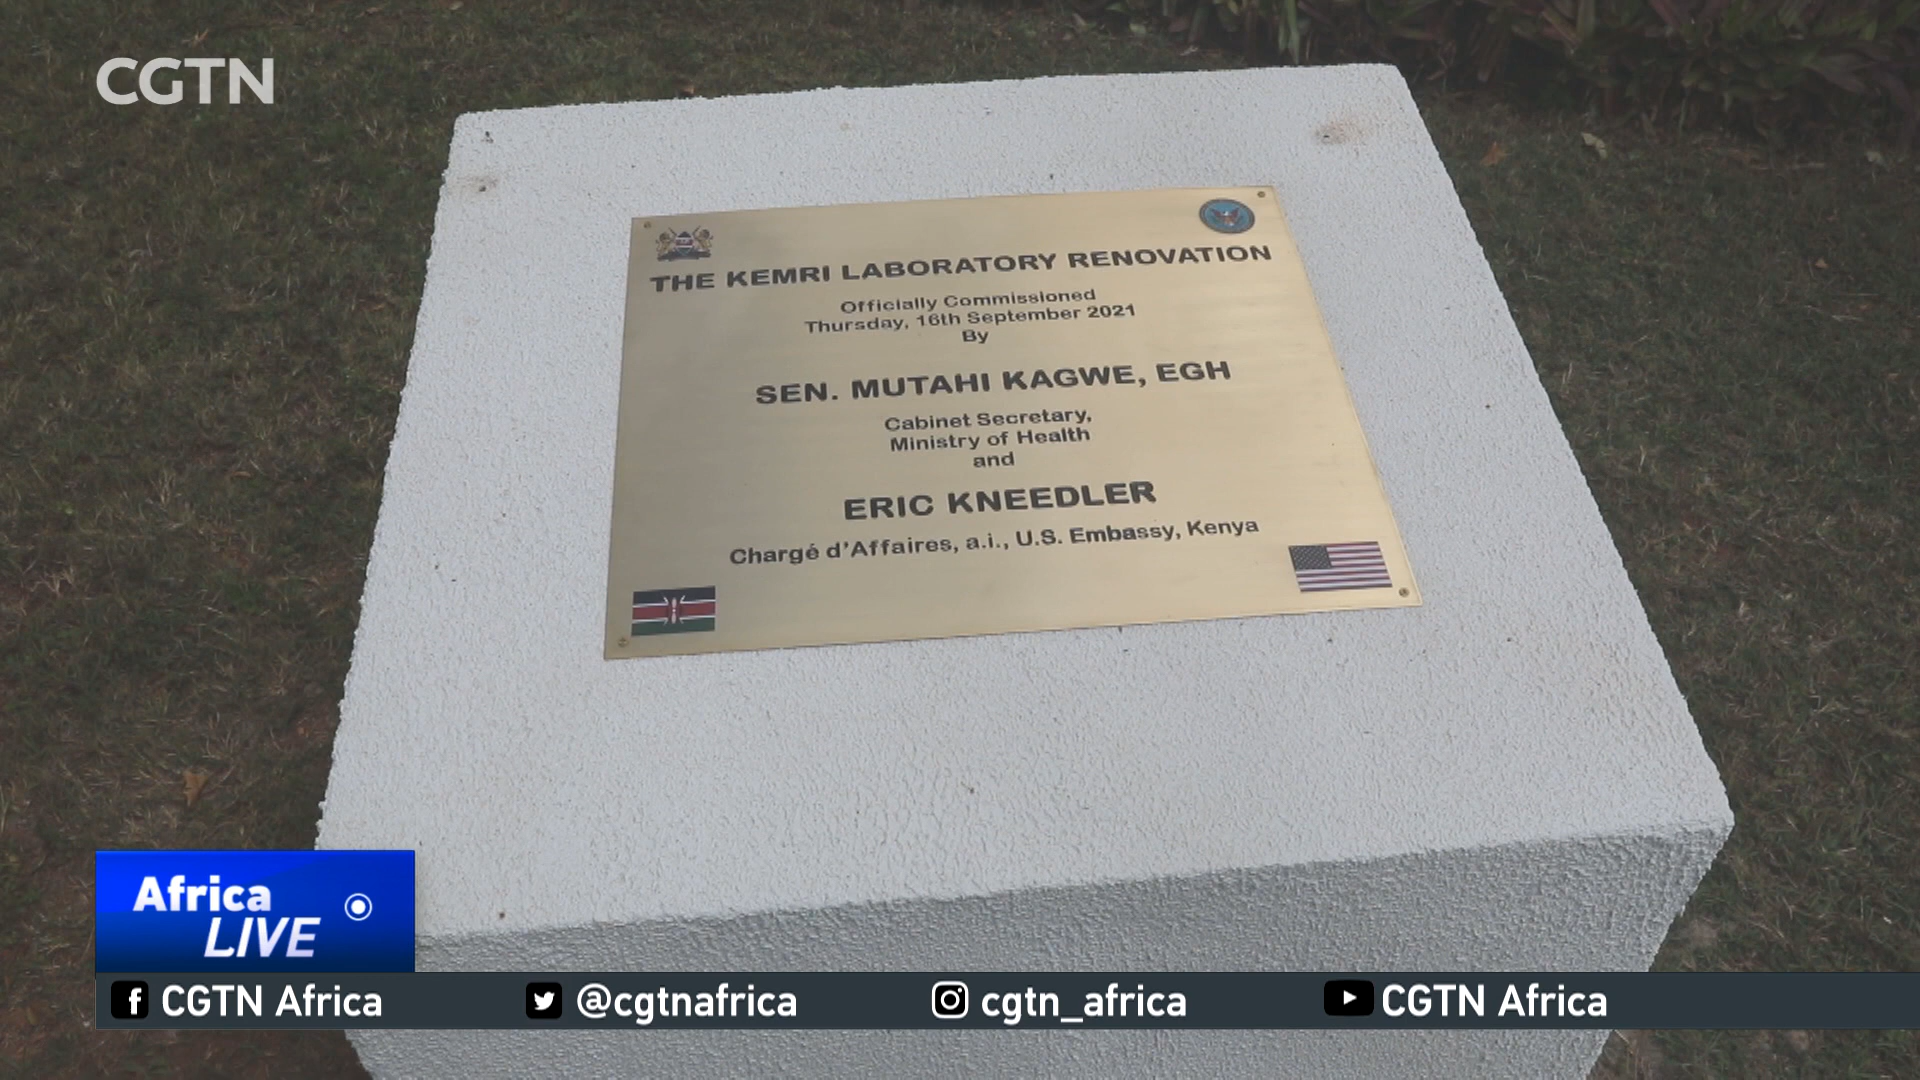 CGTN
THE KEMRI LABORATORY RENOVATION
Officially Commissioned
Thursday, 16th September 2021
By
SEN. MUTAHI KAGWE, EGH
Cabinet Secretary,
Ministry of Health
and
ERIC KNEEDLER
Chargé d'Affaires, a.i., U.S. Embassy, Kenya
Africa
LIVE
CGTN Africa
@cgtnafrica
cgtn_africa
CGTN Africa